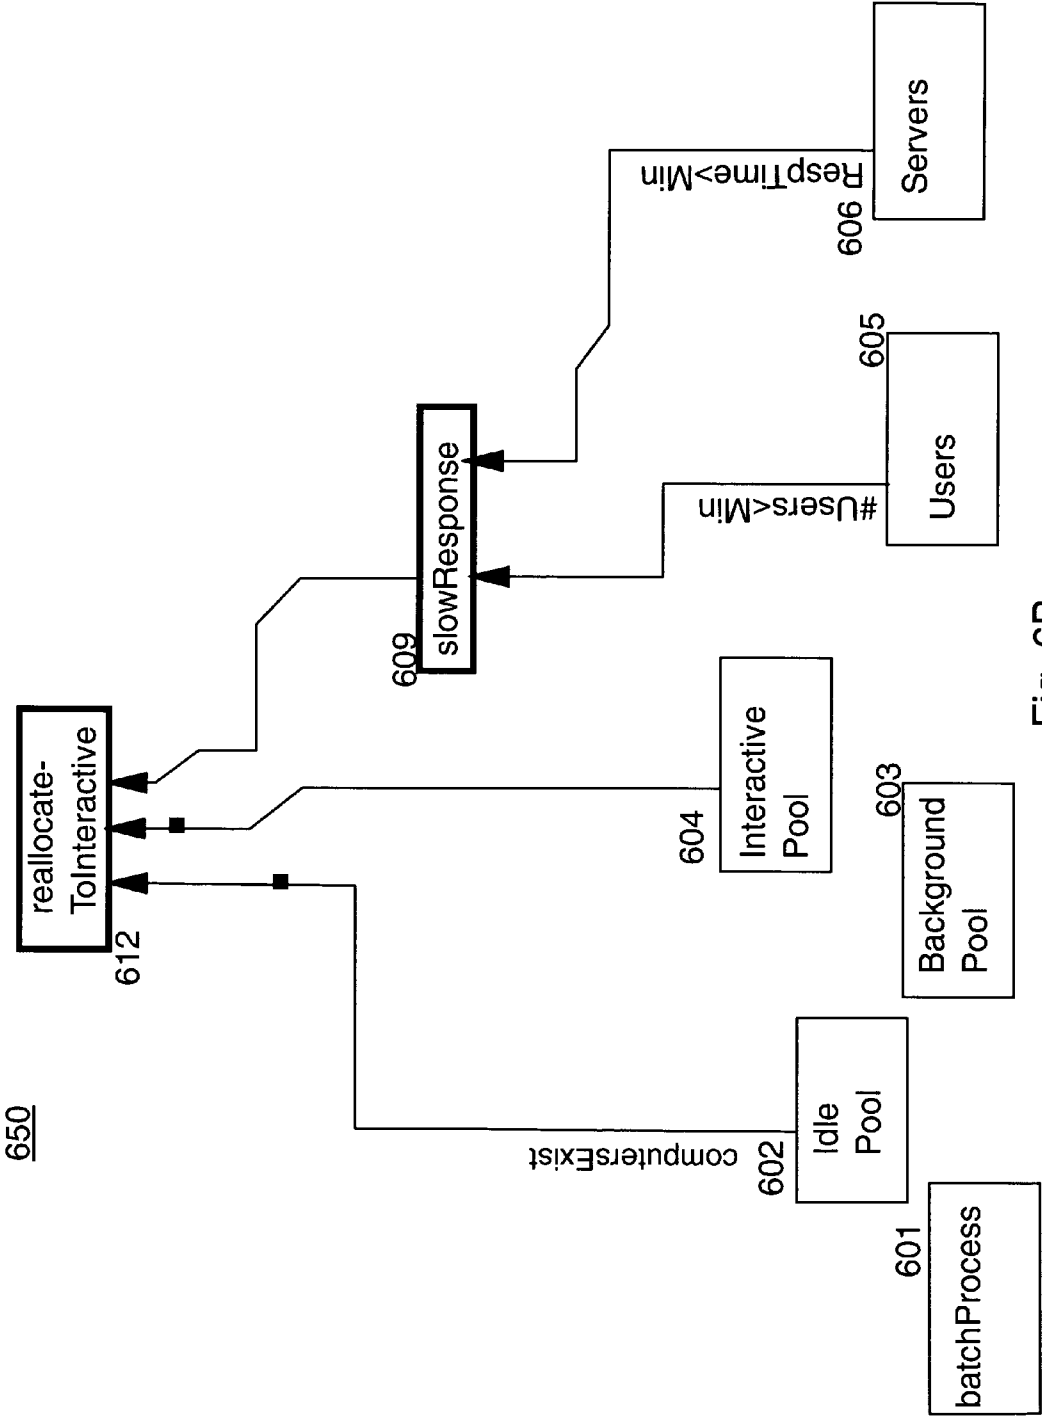 650
reallocate-
ToInteractive
612
slowResponse
609
computersExist
#Users<Min
RespTime>Min
batchProcess
601
Idle
Pool
602
Background
Pool
603
Interactive
Pool
604
Users
605
Servers
606